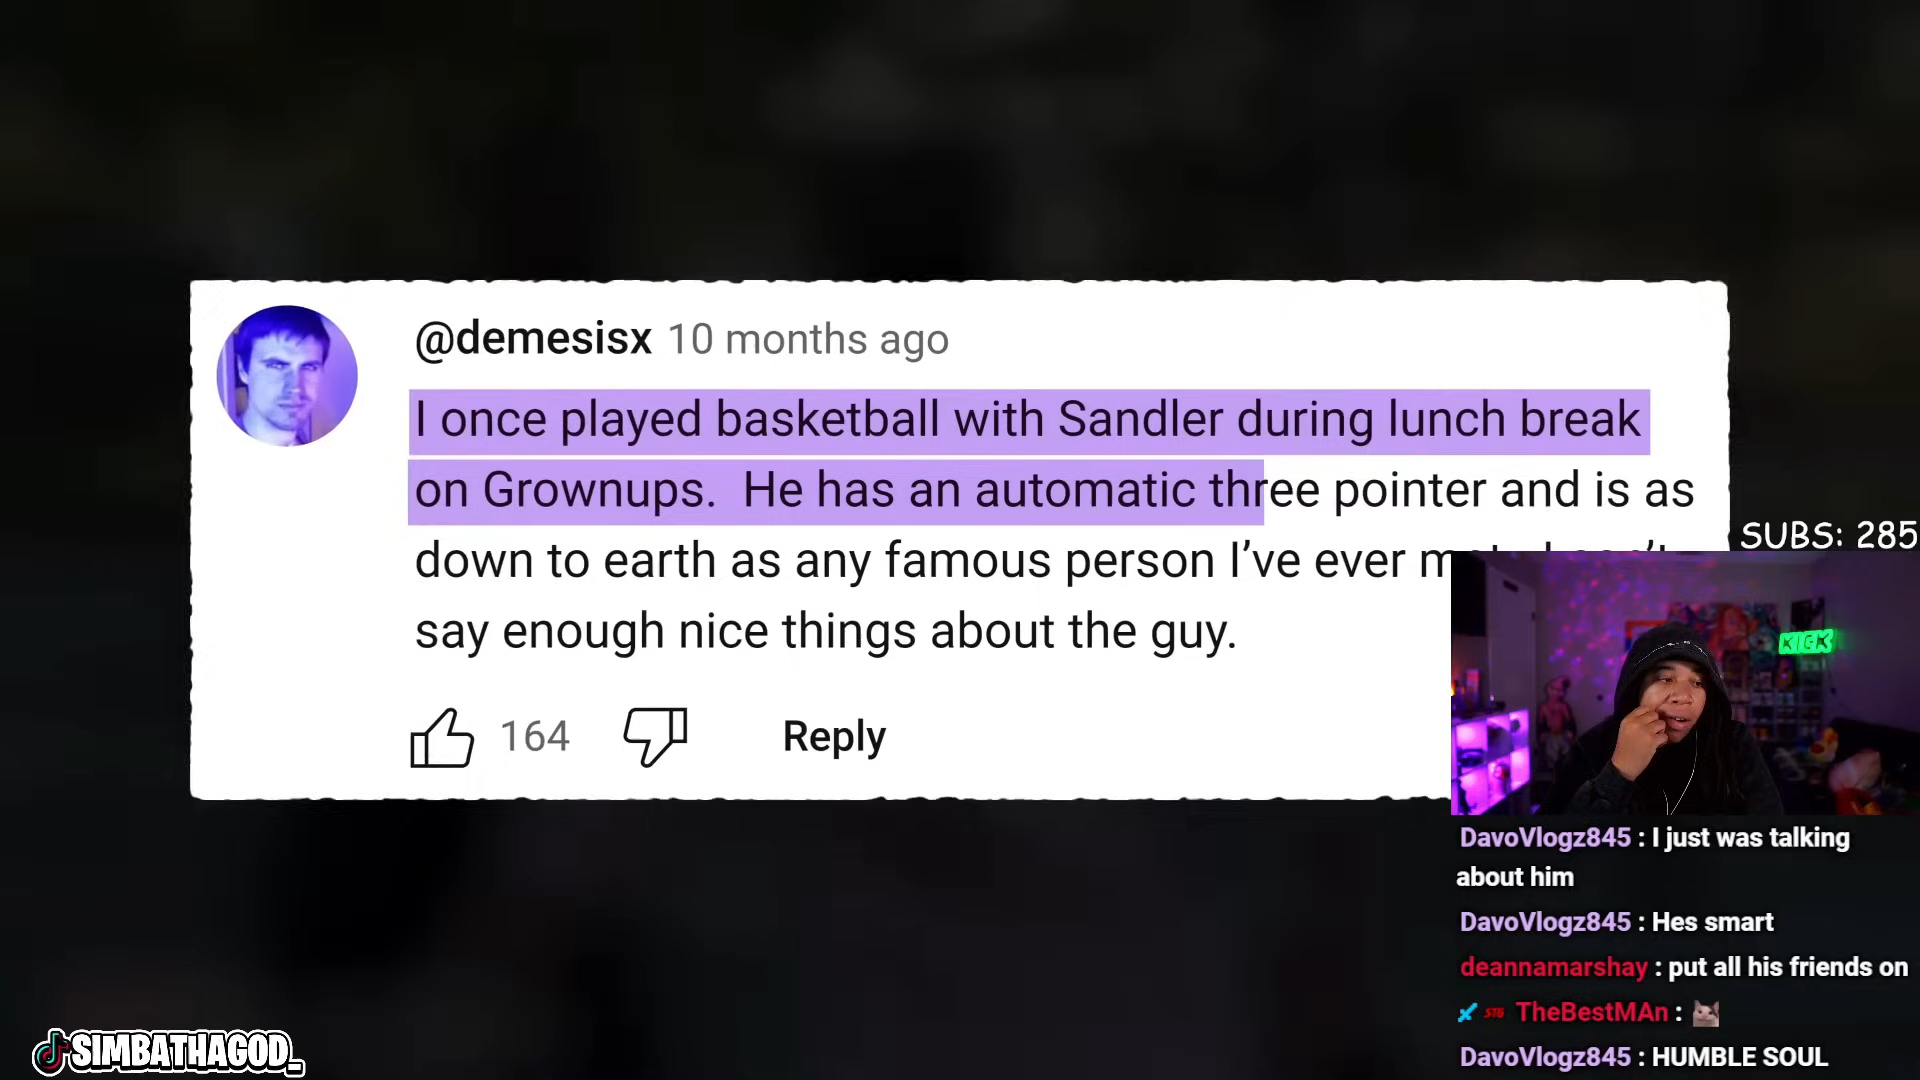 @demesisx 10 months ago
I once played basketball with Sandler during lunch break
on Grownups. He has an automatic three pointer and is as
down to earth as any famous person I've ever
say enough nice things about the guy.
164 Reply
SUBS: 285
KICK
DavoVlogz845 : I just was talking
about him
DavoVlogz845 : Hes smart
deannamarshay : put all his friends on
TheBestMAn :
DavoVlogz845 : HUMBLE SOUL
SIMBATHAGOD_